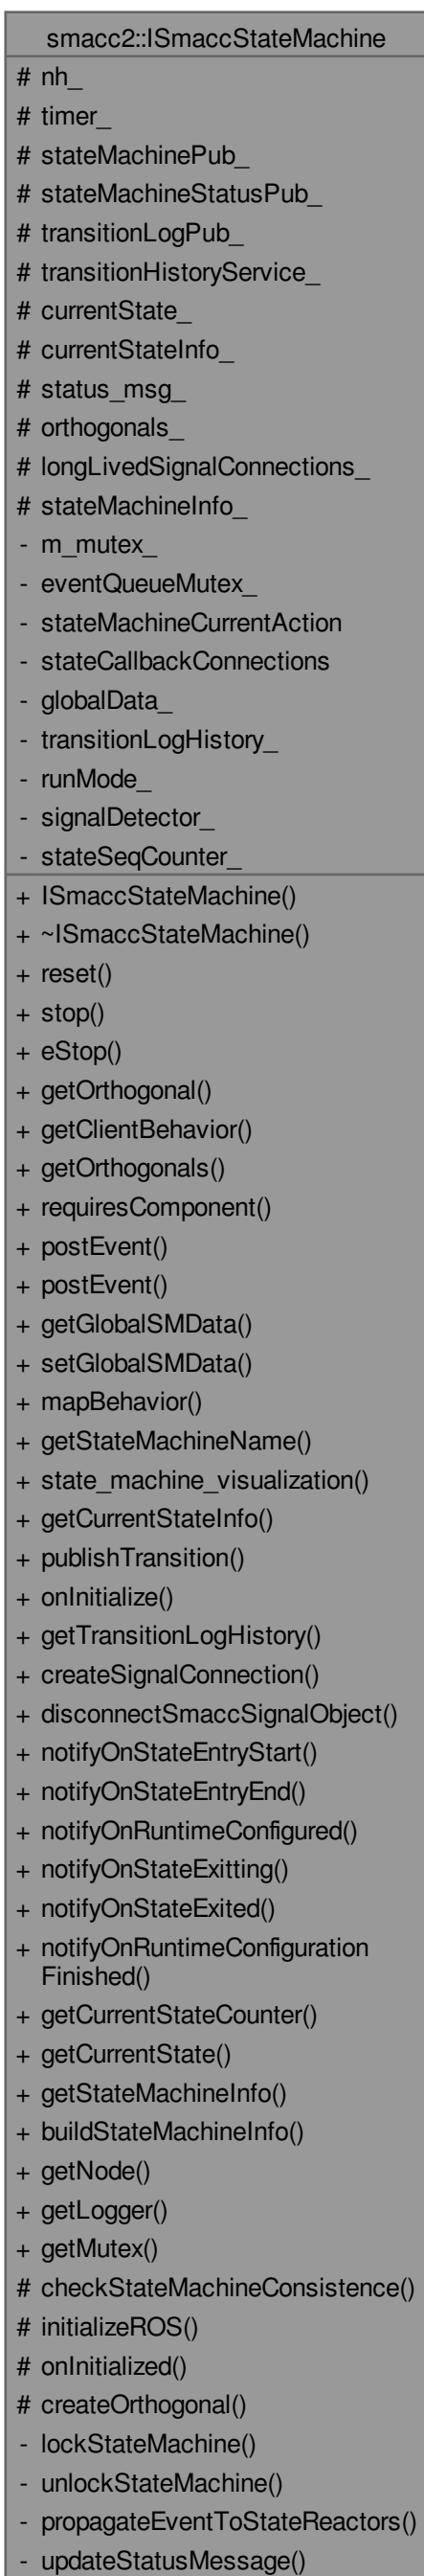 smacc2::ISmaccStateMachine
# nh_
# timer_
# stateMachinePub_
# stateMachineStatusPub_
# transitionLogPub_
# transitionHistoryService_
# currentState_
# currentStateInfo_
# status_msg_
# orthogonals_
# longLivedSignalConnections_
# stateMachineInfo_
- m_mutex_
- eventQueueMutex_
- stateMachineCurrentAction
- stateCallbackConnections
- globalData_
- transitionLogHistory_
- runMode_
- signalDetector_
- stateSeqCounter_
+ ISmaccStateMachine()
+ ~ISmaccStateMachine()
+ reset()
+ stop()
+ eStop()
+ getOrthogonal()
+ getClientBehavior()
+ getOrthogonals()
+ requiresComponent()
+ postEvent()
+ postEvent()
+ getGlobalSMData()
+ setGlobalSMData()
+ mapBehavior()
+ getStateMachineName()
+ state_machine_visualization()
+ getCurrentStateInfo()
+ publishTransition()
+ onInitialize()
+ getTransitionLogHistory()
+ createSignalConnection()
+ disconnectSmaccSignalObject()
+ notifyOnStateEntryStart()
+ notifyOnStateEntryEnd()
+ notifyOnRuntimeConfigured()
+ notifyOnStateExitting()
+ notifyOnStateExited()
+ notifyOnRuntimeConfiguration
Finished()
+ getCurrentStateCounter()
+ getCurrentState()
+ getStateMachineInfo()
+ buildStateMachineInfo()
+ getNode()
+ getLogger()
+ getMutex()
# checkStateMachineConsistence()
# initializeROS()
# onInitialized()
# createOrthogonal()
- lockStateMachine()
- unlockStateMachine()
- propagateEventToStateReactors()
- updateStatusMessage()